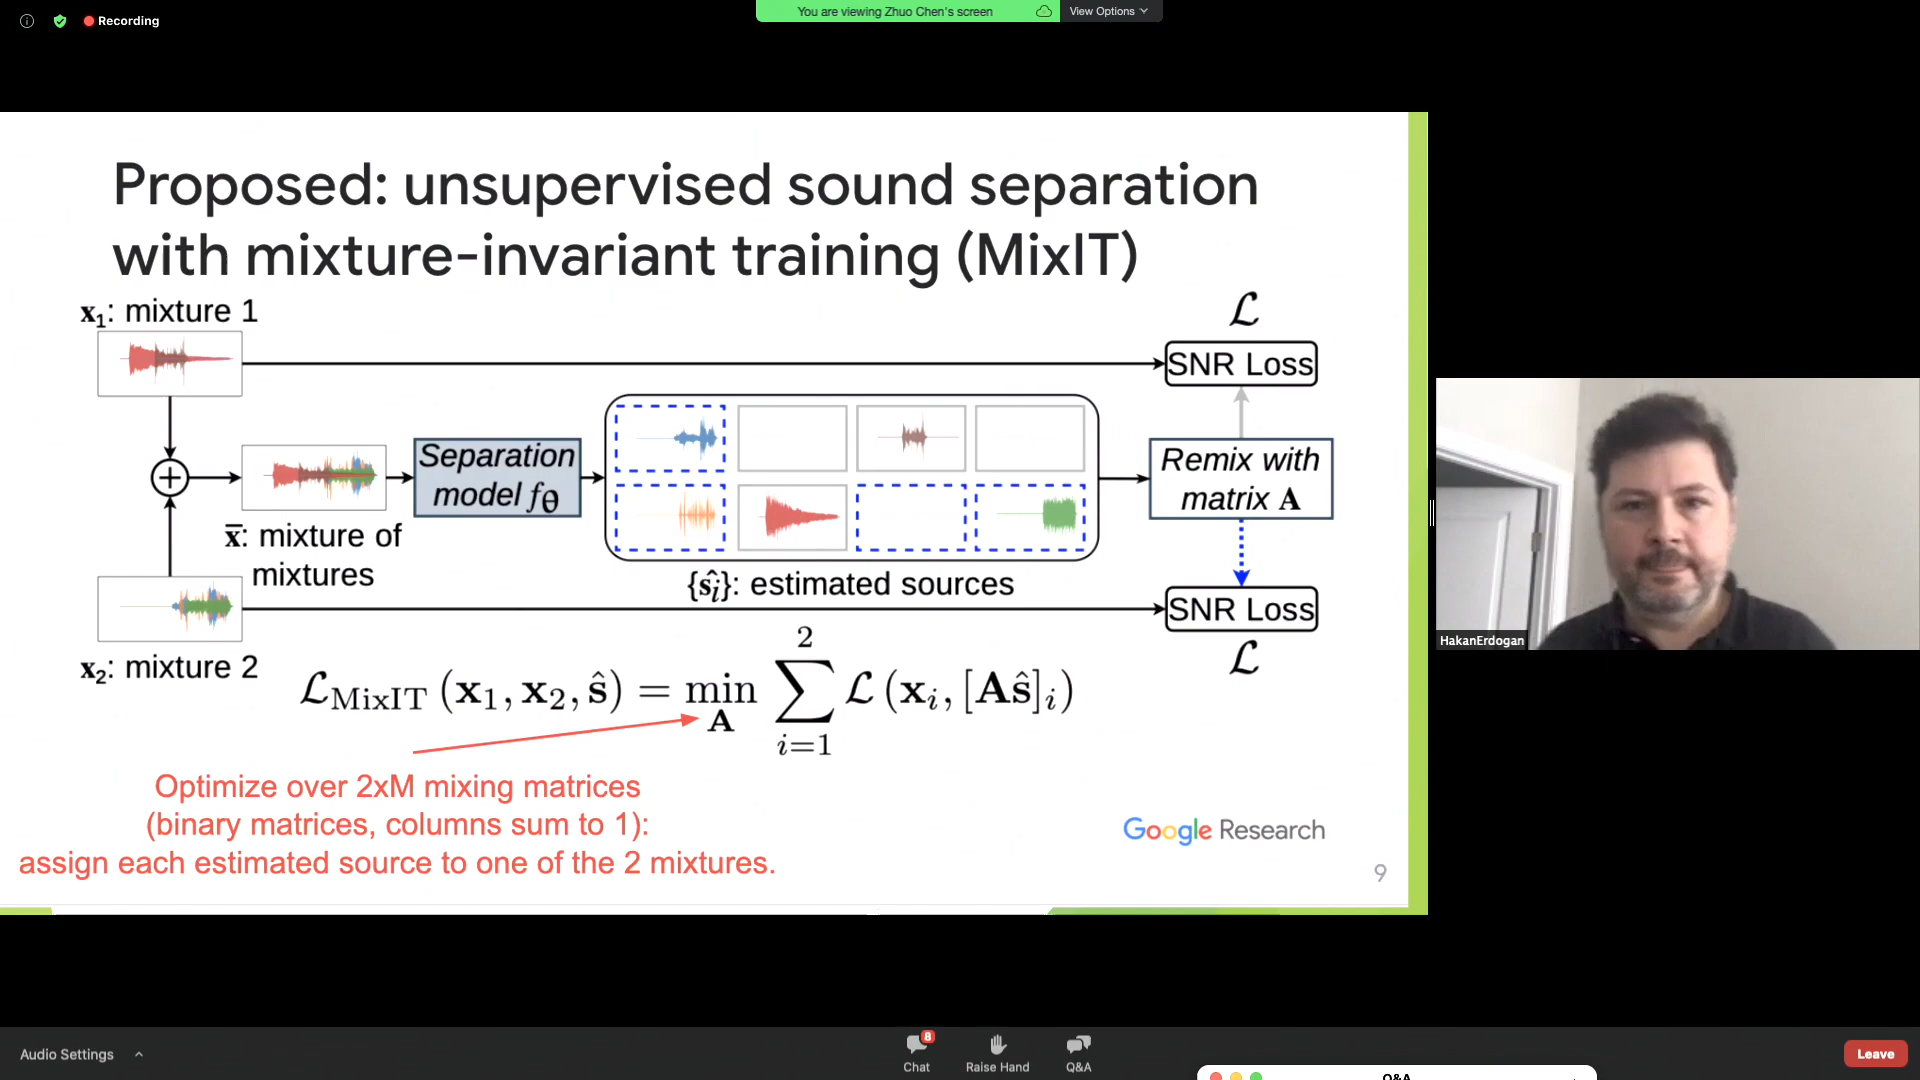 Recording
You are viewing Zhuo Chen's screen
View Options
Proposed: unsupervised sound separation
with mixture-invariant training (MixIT)
x₁: mixture 1
ℒ
SNR Loss
Separation
model fθ
Remix with
matrix A
x̅: mixture of
mixtures
{ŝᵢ}: estimated sources
SNR Loss
ℒ
x₂: mixture 2
ℒ_MixIT (x₁, x₂, ŝ) = min_A ∑_{i=1}^{2} ℒ (xᵢ, [Aŝ]ᵢ)
Optimize over 2xM mixing matrices
(binary matrices, columns sum to 1):
assign each estimated source to one of the 2 mixtures.
Google Research
9
HakanErdogan
Audio Settings
8
Chat
Raise Hand
Q&A
Leave
Q&A